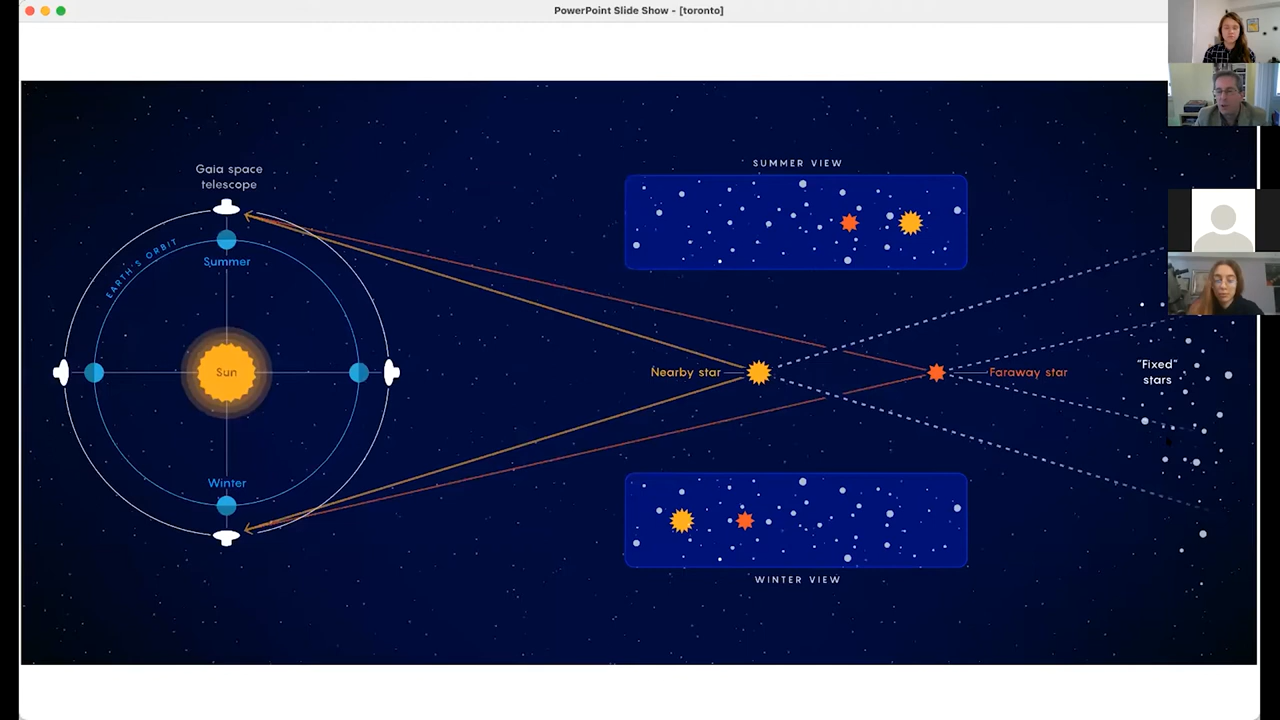 PowerPoint Slide Show - [toronto]
SUMMER VIEW
Gaia space
telescope
EARTH'S ORBIT
Summer
Sun
Nearby star
Faraway star
“Fixed”
stars
Winter
WINTER VIEW